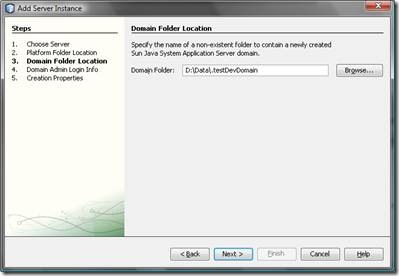 Add Server Instance
Steps
1. Choose Server
2. Platform Folder Location
3. Domain Folder Location
4. Domain Admin Login Info
5. Creation Properties
Domain Folder Location
Specify the name of a non-existent folder to contain a newly created
Sun Java System Application Server domain.
Domain Folder: D:\Data\.testDevDomain Browse...
< Back Next > Finish Cancel Help